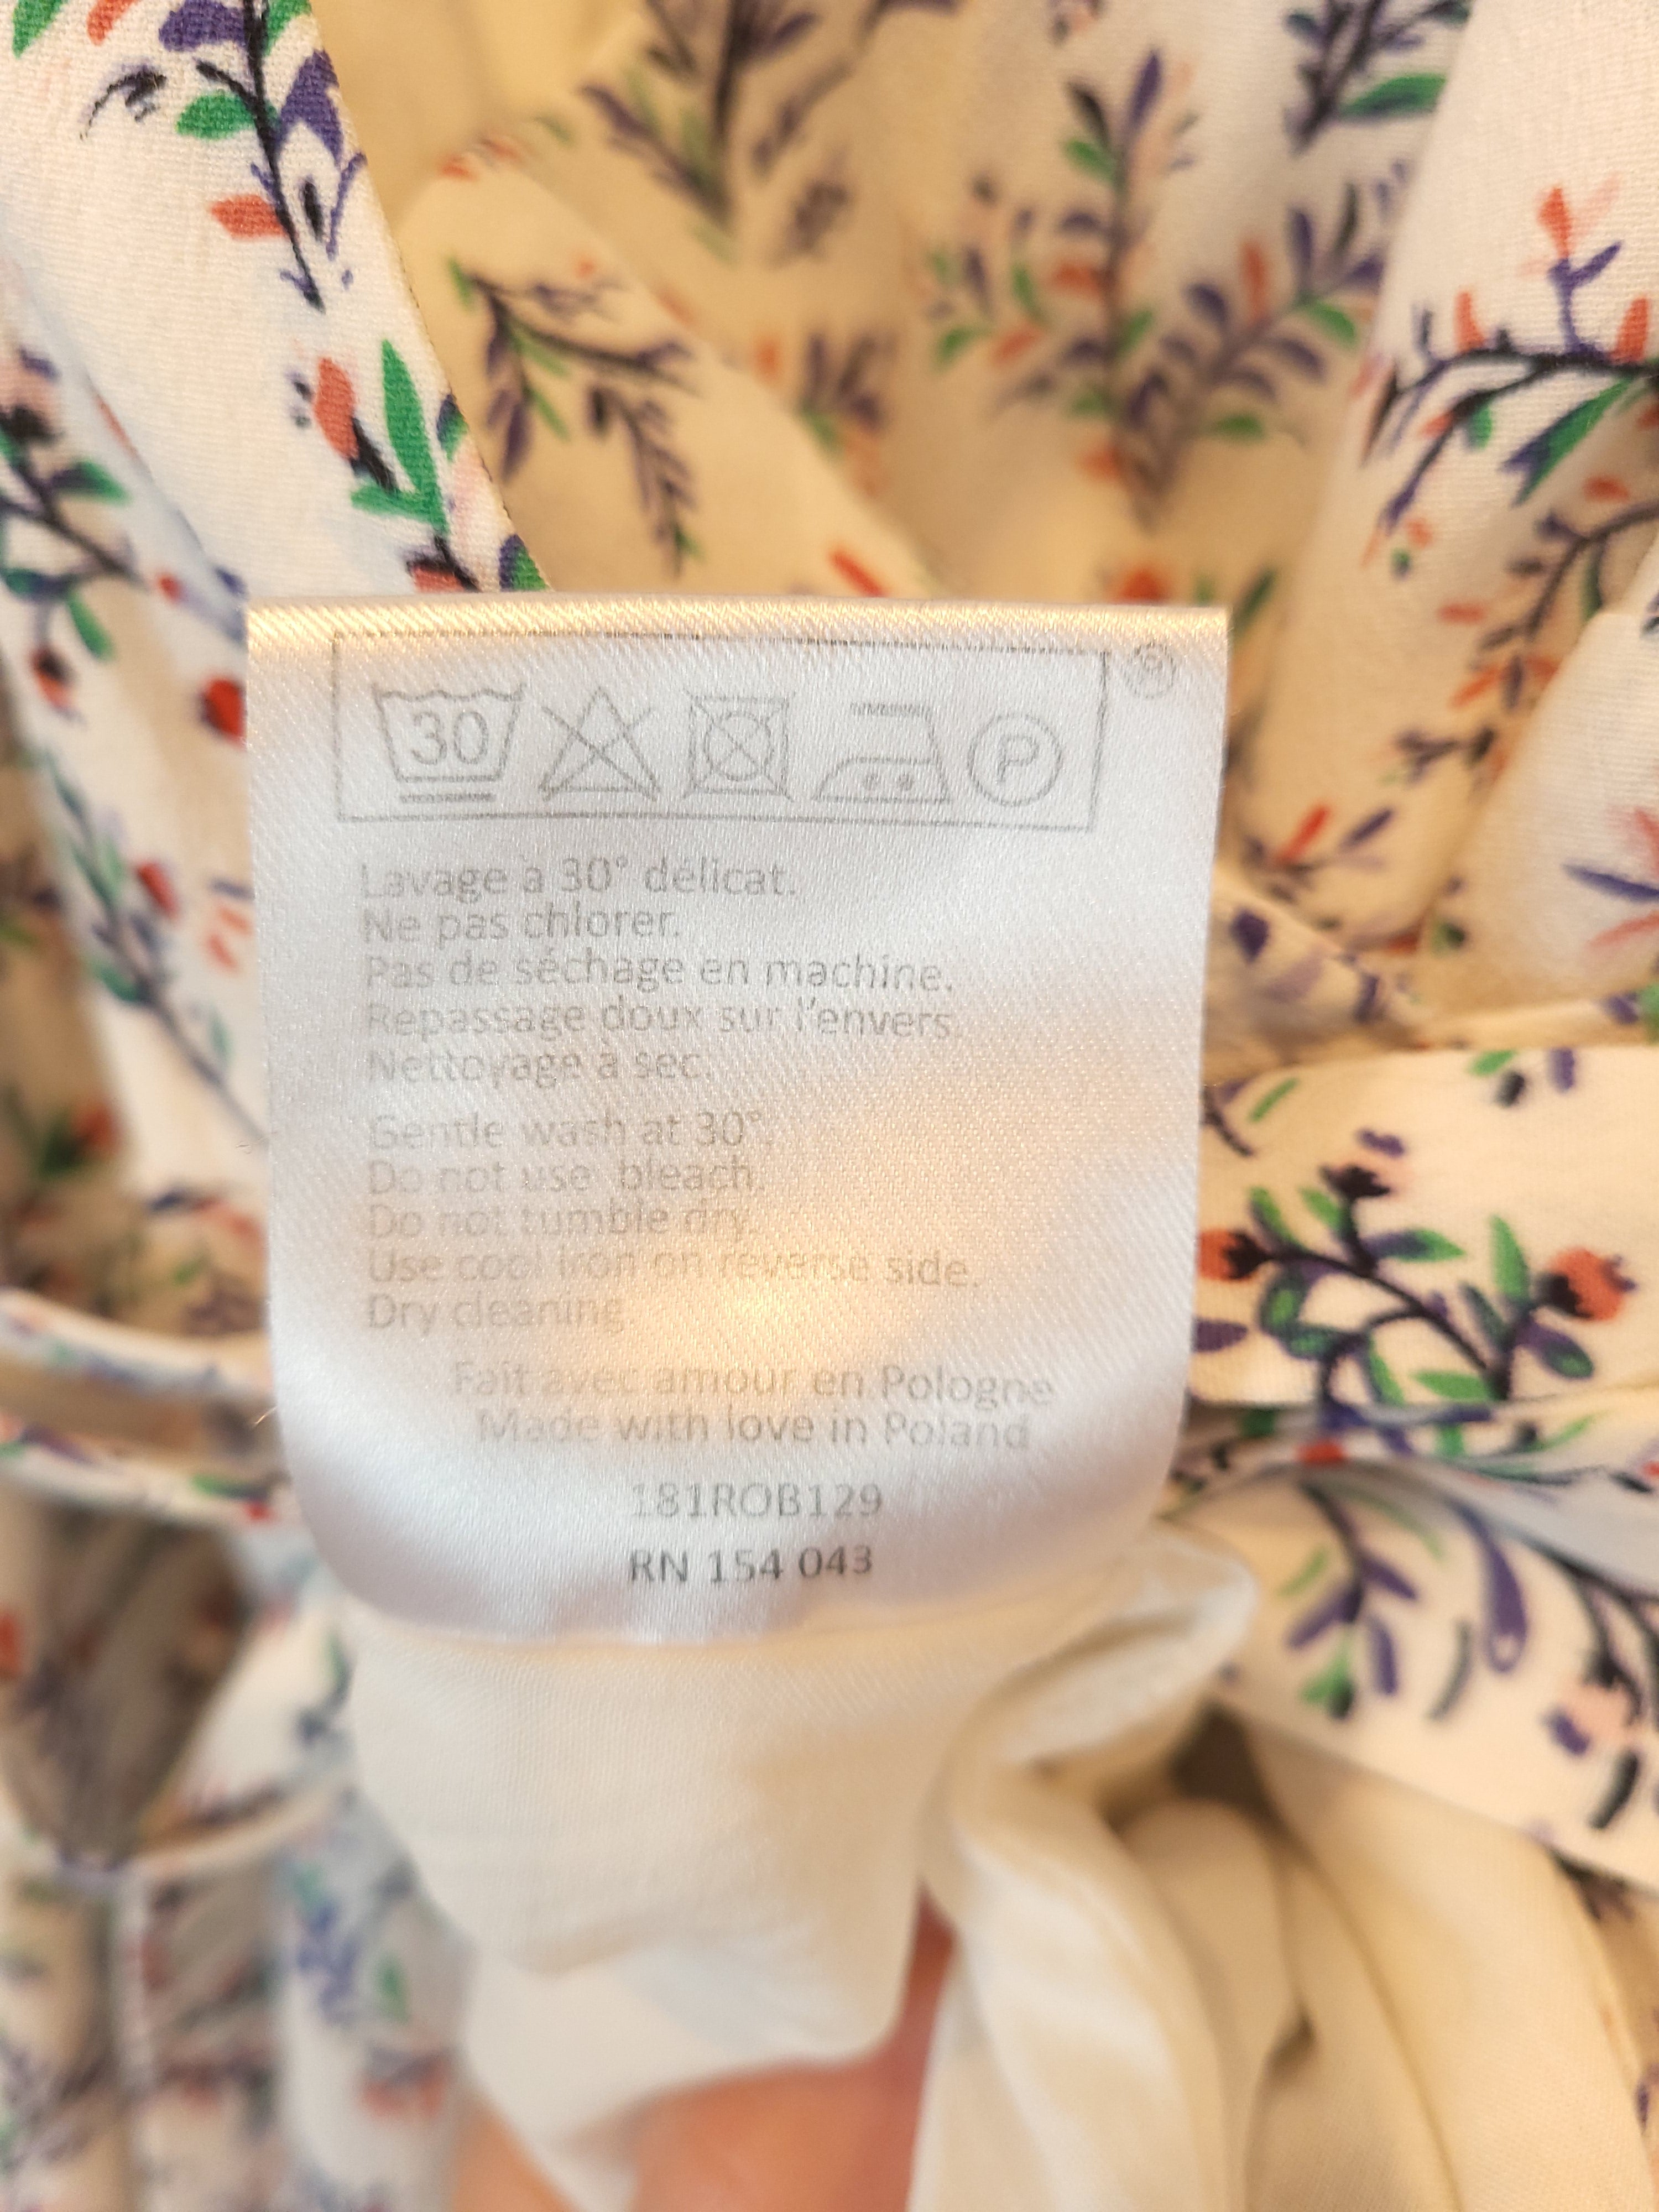 30 P
Lavage à 30° délicat.
Ne pas chlorer.
Pas de séchage en machine.
Repassage doux sur l'envers.
Nettoyage à sec.
Gentle wash at 30°.
Do not use bleach.
Do not tumble dry.
Use cool iron on reverse side.
Dry cleaning
Fait avec amour en Pologne
Made with love in Poland
181ROB129
RN 154 043